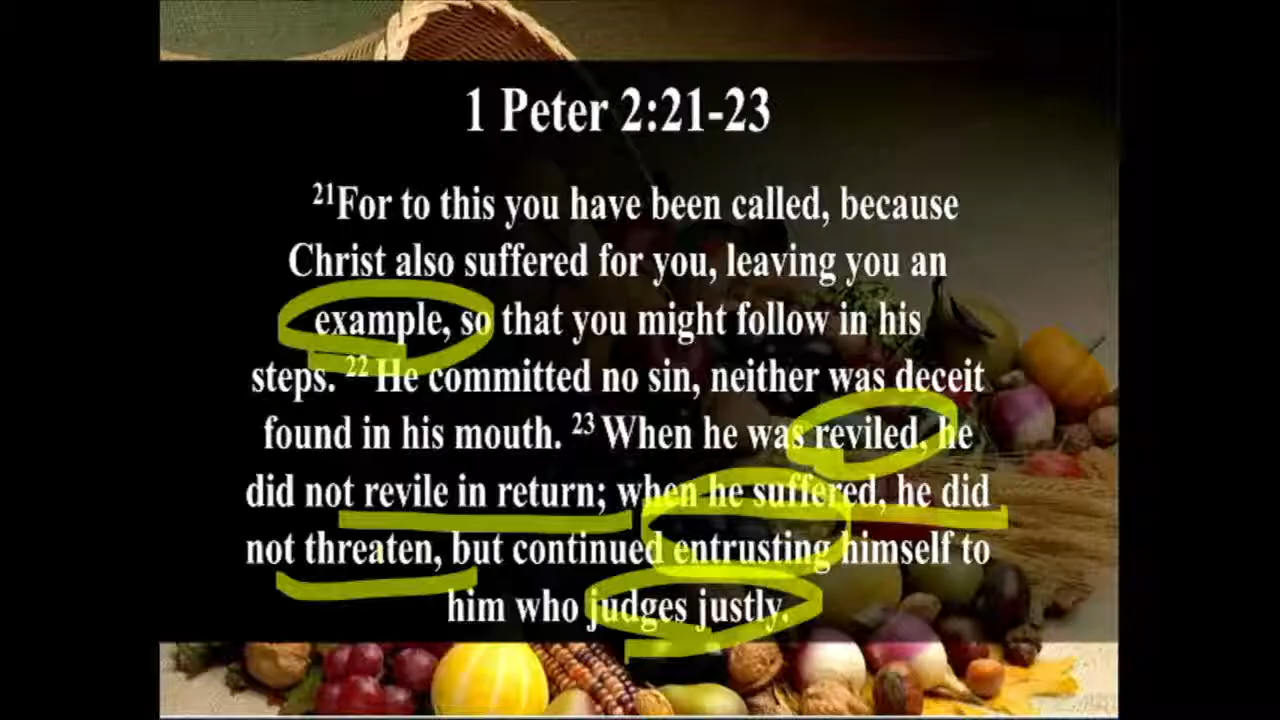 1 Peter 2:21-23
²¹For to this you have been called, because
Christ also suffered for you, leaving you an
example, so that you might follow in his
steps. ²² He committed no sin, neither was deceit
found in his mouth. ²³ When he was reviled, he
did not revile in return; when he suffered, he did
not threaten, but continued entrusting himself to
him who judges justly.